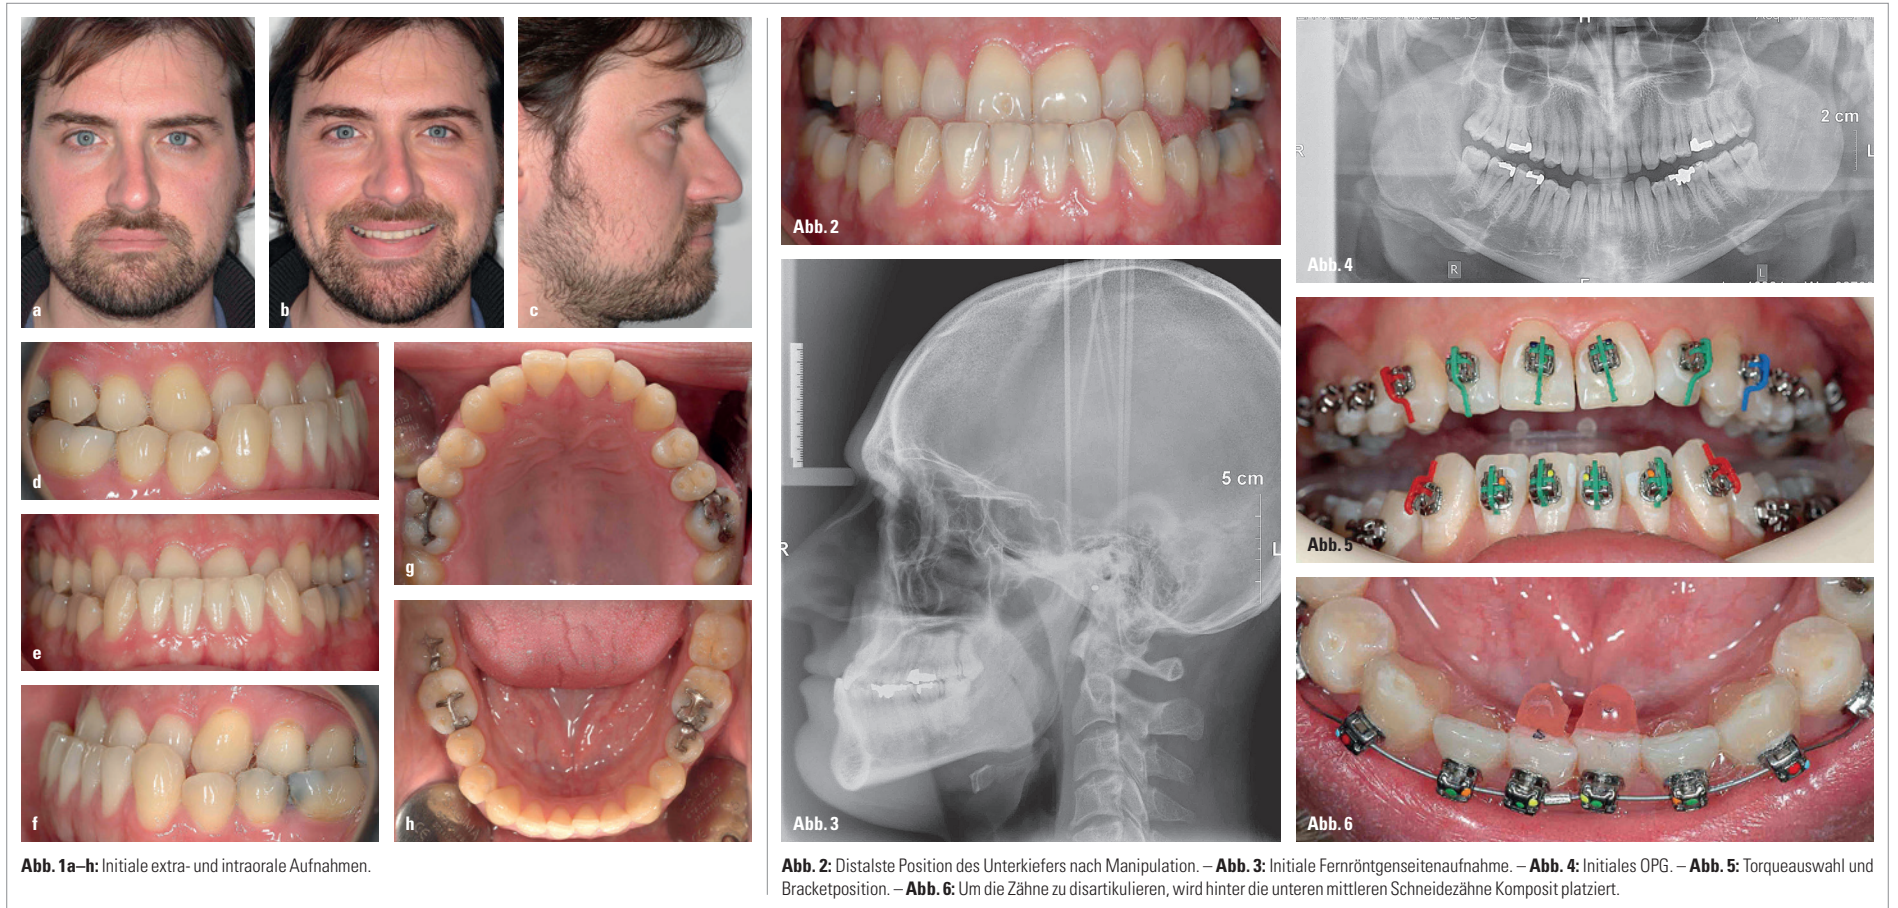 a
b
c
d
e
f
g
h
Abb. 1a–h: Initiale extra- und intraorale Aufnahmen.
Abb. 2
R
5 cm
L
Abb. 3
R
2 cm
L
R
L
Abb. 4
Abb. 5
Abb. 6
Abb. 2: Distalste Position des Unterkiefers nach Manipulation. – Abb. 3: Initiale Fernröntgenseitenaufnahme. – Abb. 4: Initiales OPG. – Abb. 5: Torqueauswahl und
Bracketposition. – Abb. 6: Um die Zähne zu disartikulieren, wird hinter die unteren mittleren Schneidezähne Komposit platziert.